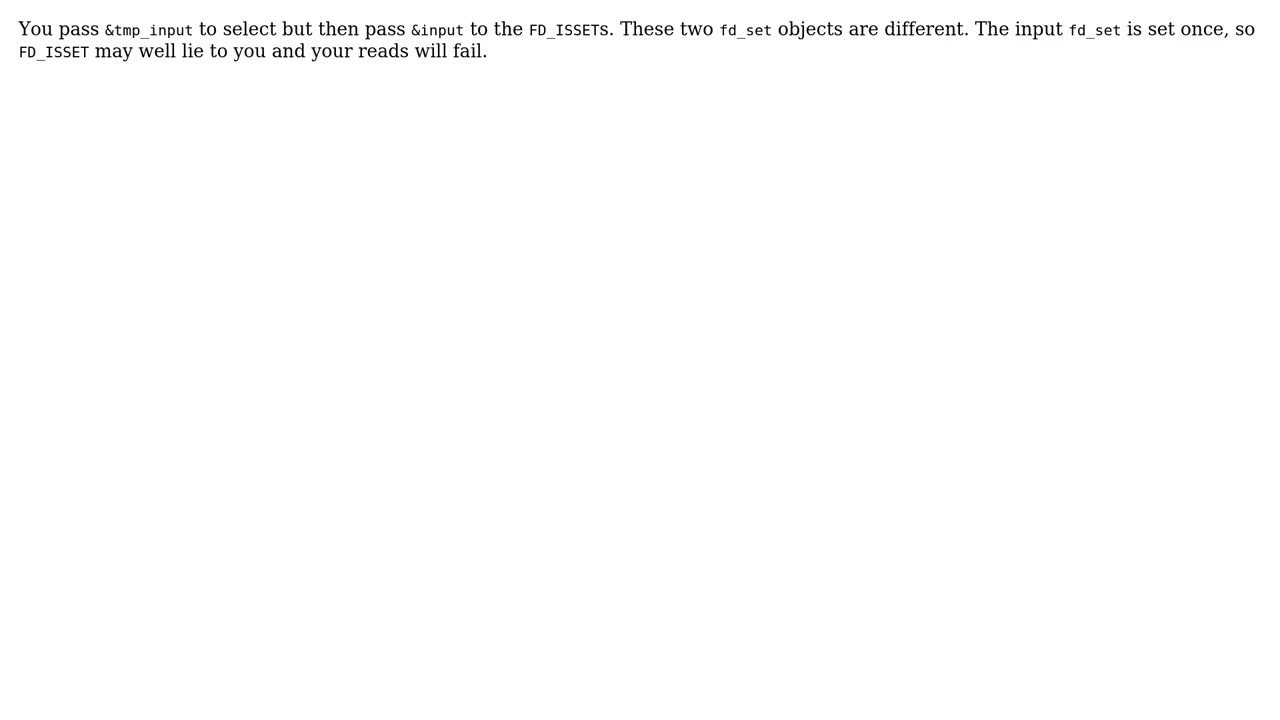 You pass &tmp_input to select but then pass &input to the FD_ISSETs. These two fd_set objects are different. The input fd_set is set once, so
FD_ISSET may well lie to you and your reads will fail.